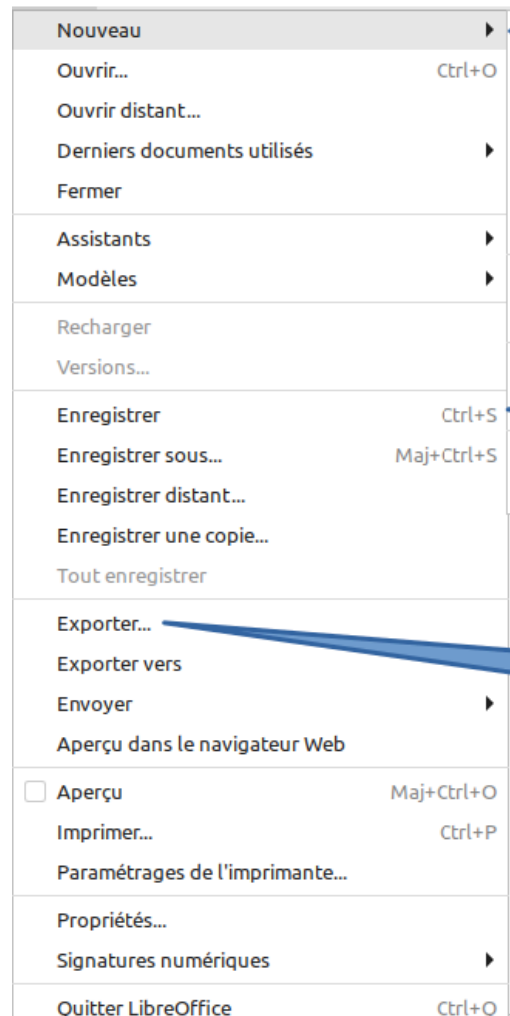 Nouveau
Ouvrir... Ctrl+O
Ouvrir distant...
Derniers documents utilisés
Fermer
Assistants
Modèles
Recharger
Versions...
Enregistrer Ctrl+S
Enregistrer sous... Maj+Ctrl+S
Enregistrer distant...
Enregistrer une copie...
Tout enregistrer
Exporter...
Exporter vers
Envoyer
Aperçu dans le navigateur Web
Aperçu Maj+Ctrl+O
Imprimer... Ctrl+P
Paramétrages de l'imprimante...
Propriétés...
Signatures numériques
Quitter LibreOffice Ctrl+Q